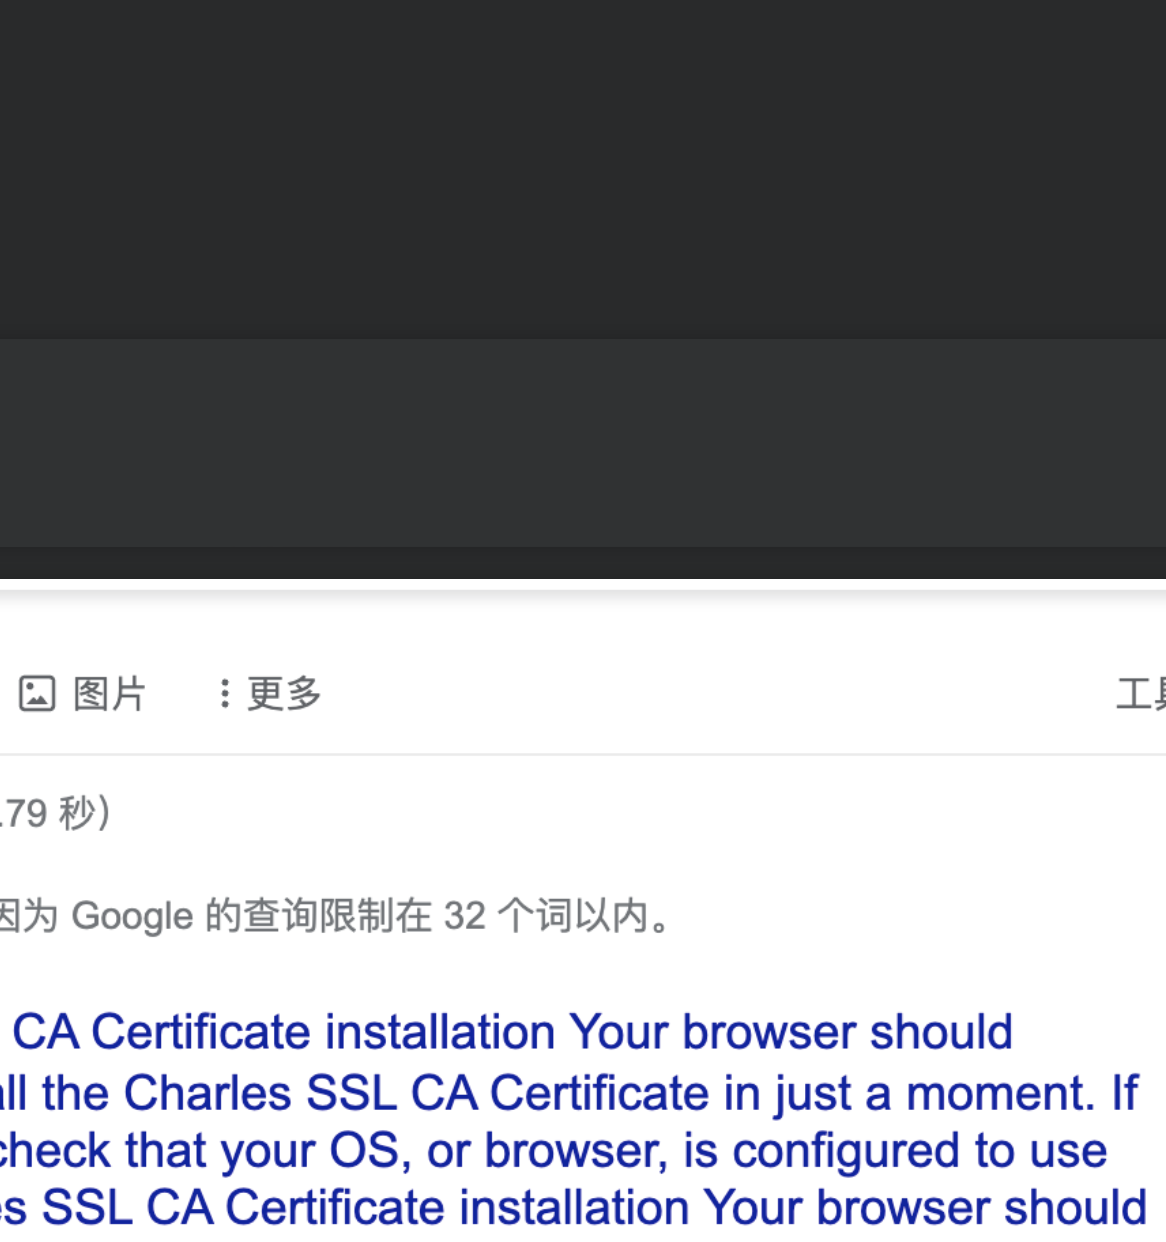 图片 更多 工具
.79 秒)
因为 Google 的查询限制在 32 个词以内。
CA Certificate installation Your browser should
all the Charles SSL CA Certificate in just a moment. If
check that your OS, or browser, is configured to use
es SSL CA Certificate installation Your browser should